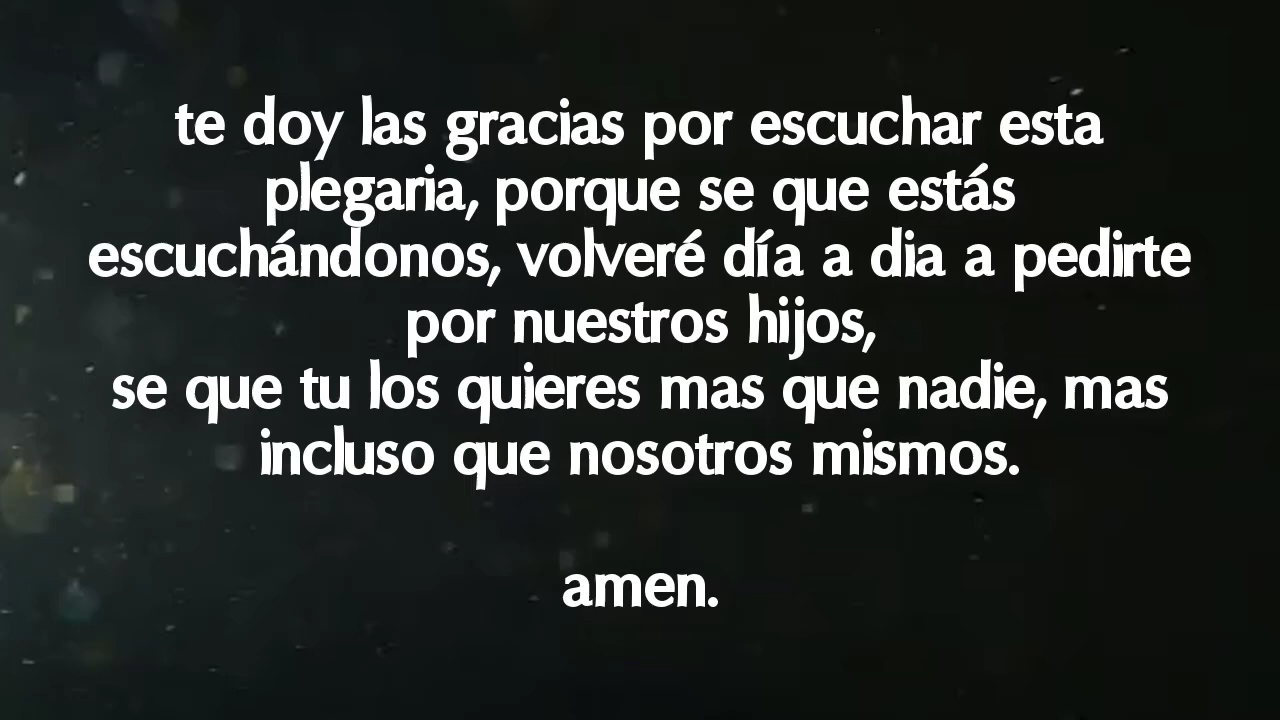 te doy las gracias por escuchar esta
plegaria, porque se que estás
escuchándonos, volveré día a dia a pedirte
por nuestros hijos,
se que tu los quieres mas que nadie, mas
incluso que nosotros mismos.
amen.